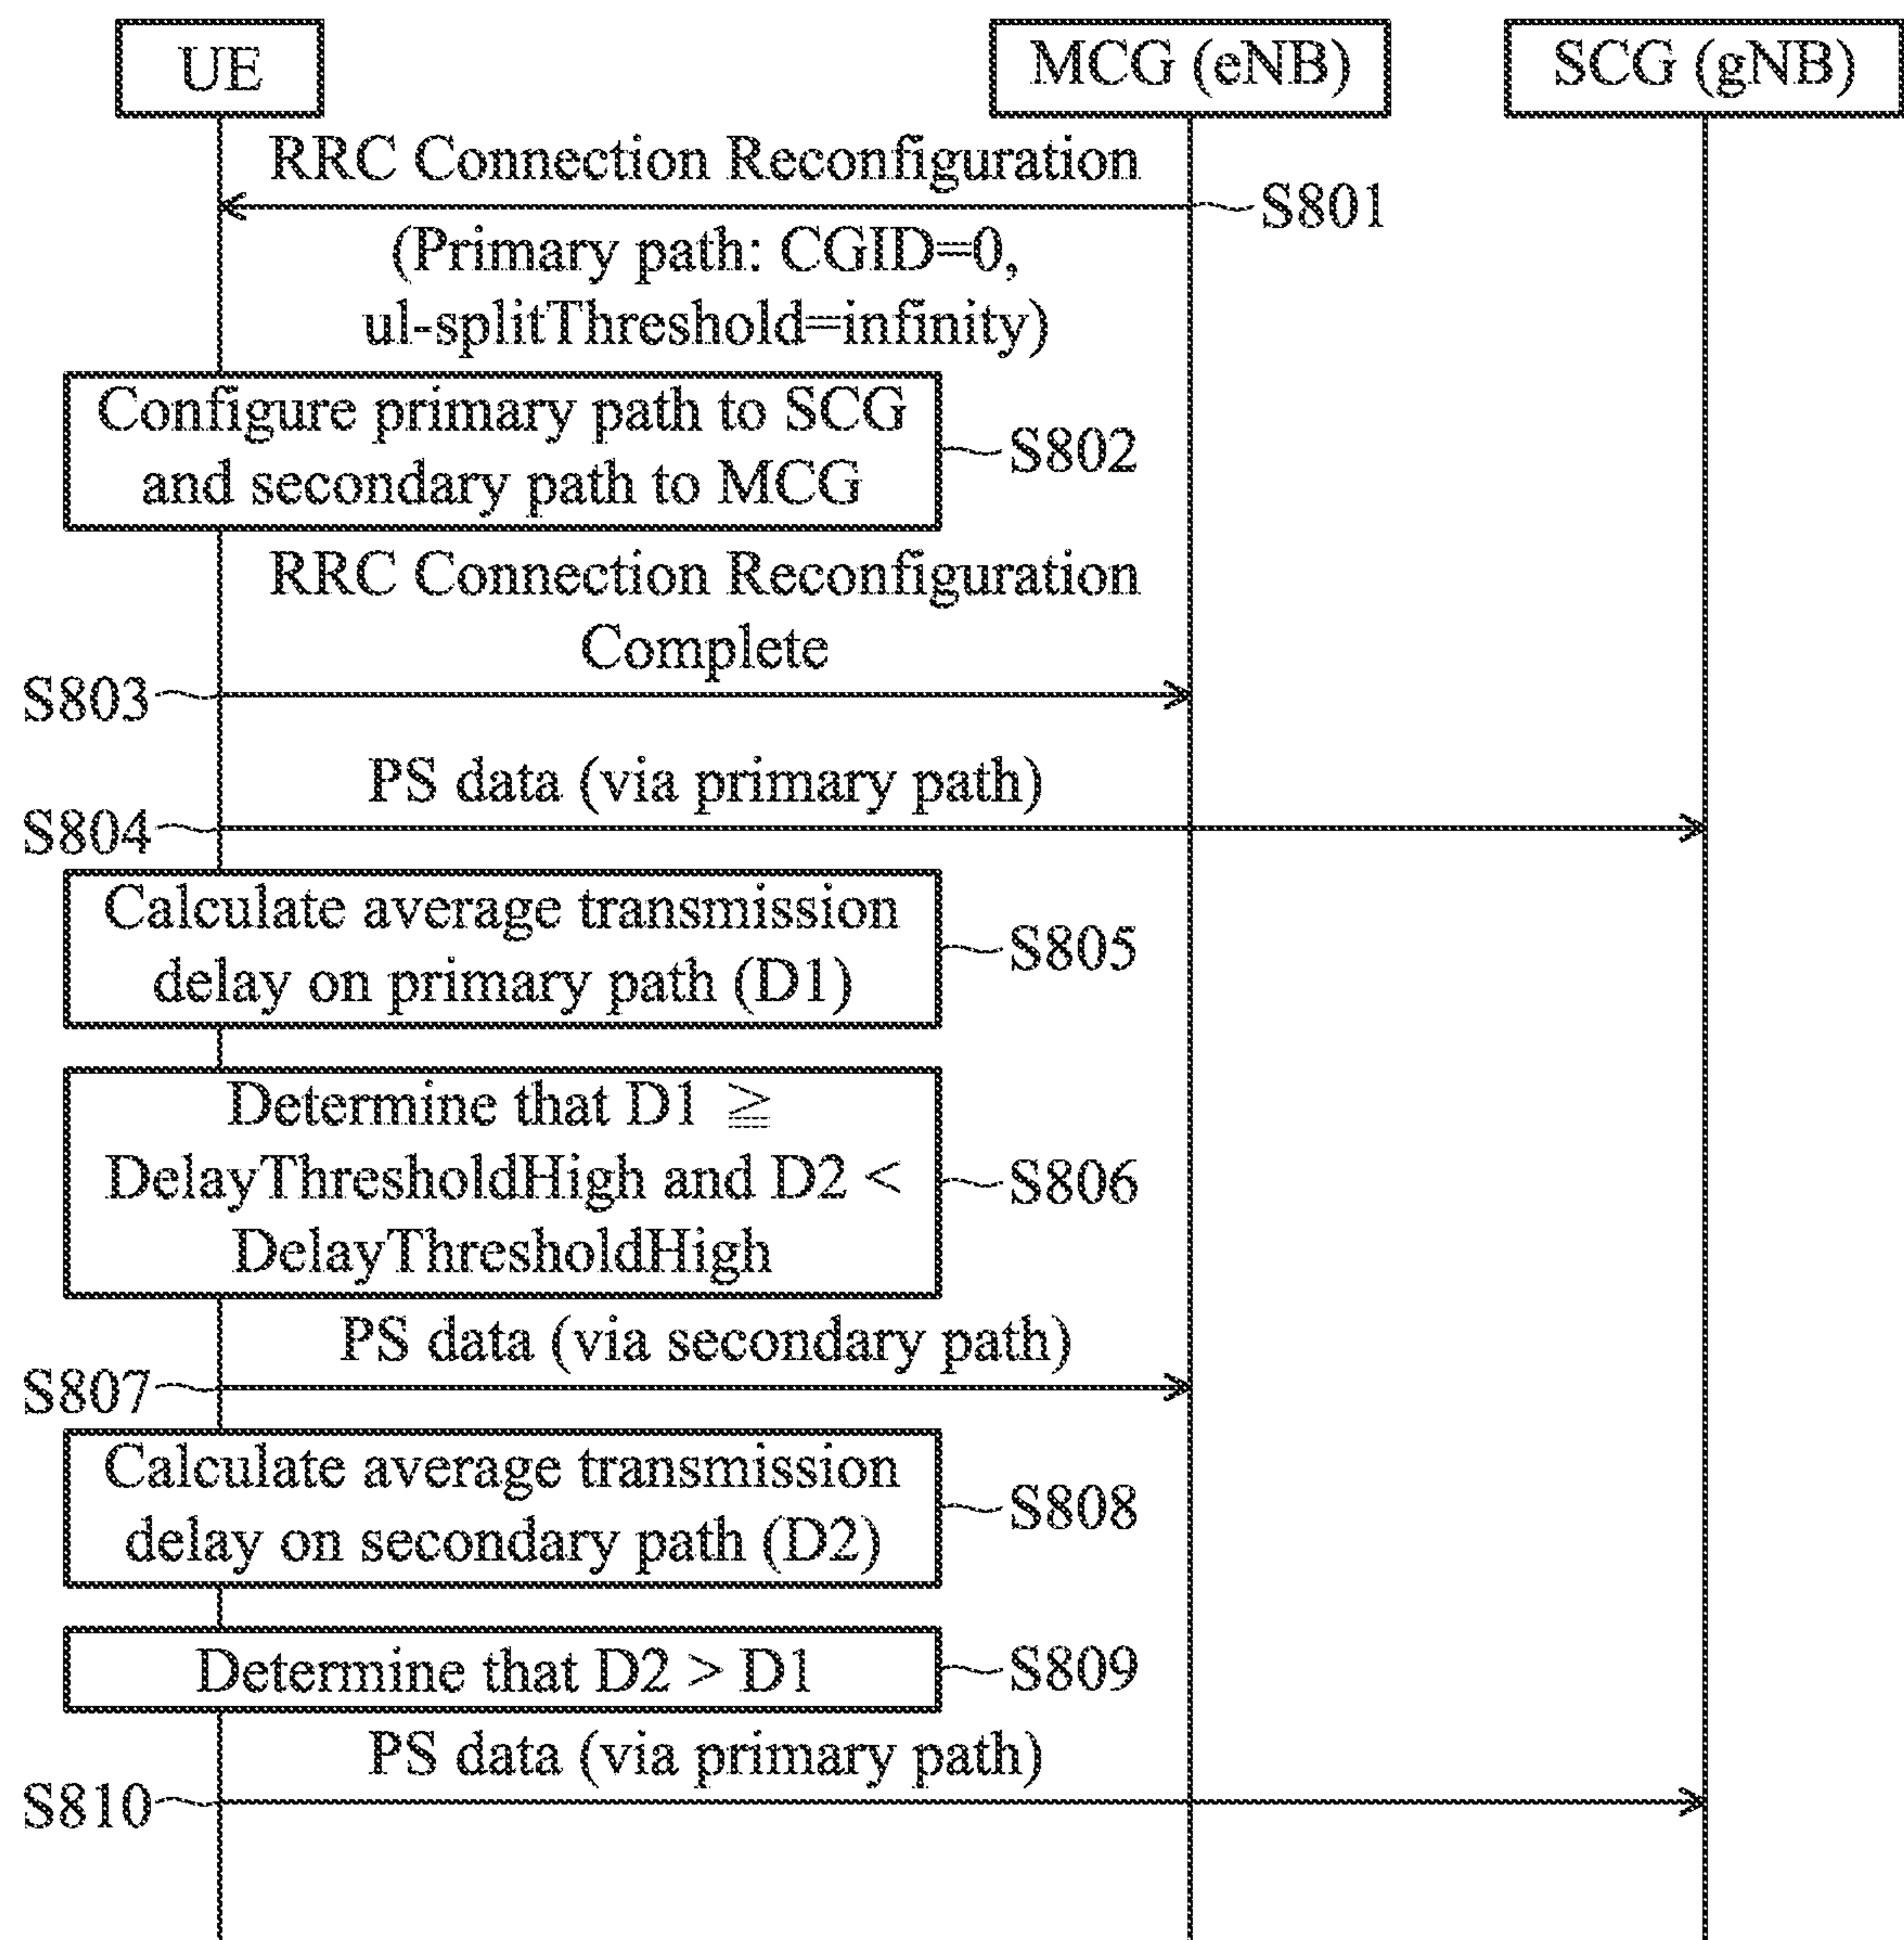 UE
MCG (eNB)
SCG (gNB)
RRC Connection Reconfiguration
S801
(Primary path: CGID=0,
ul-splitThreshold=infinity)
Configure primary path to SCG
and secondary path to MCG
S802
RRC Connection Reconfiguration
Complete
S803
PS data (via primary path)
S804
Calculate average transmission
delay on primary path (D1)
S805
Determine that D1 ≧
DelayThresholdHigh and D2 <
DelayThresholdHigh
S806
PS data (via secondary path)
S807
Calculate average transmission
delay on secondary path (D2)
S808
Determine that D2 > D1
S809
PS data (via primary path)
S810